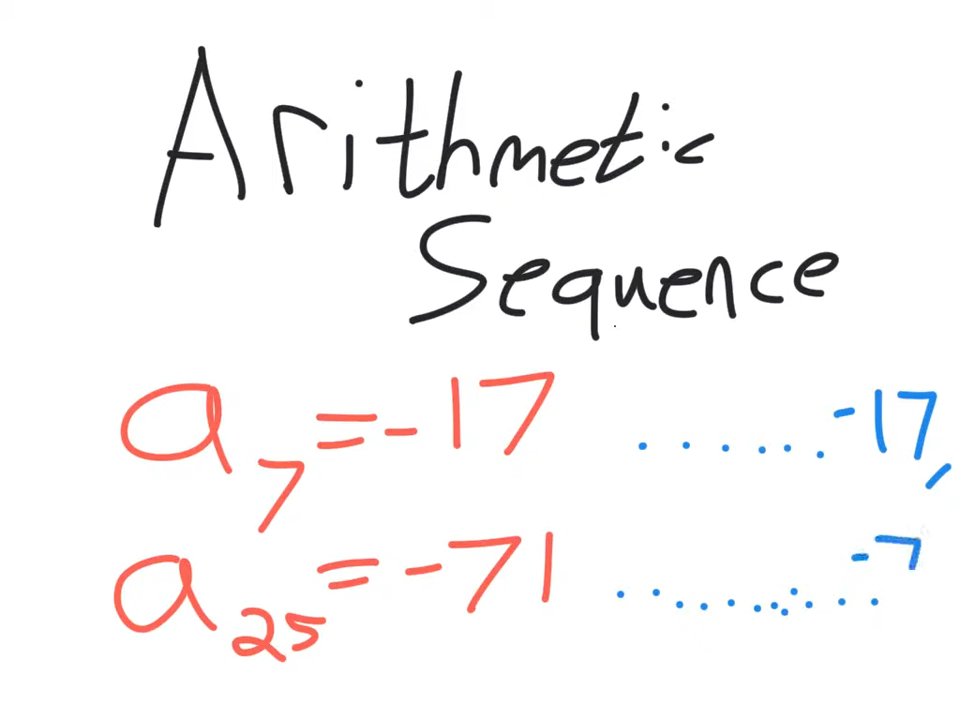 Arithmetic
Sequence
a₇ = -17 ...... -17,
a₂₅ = -71 ............ -7